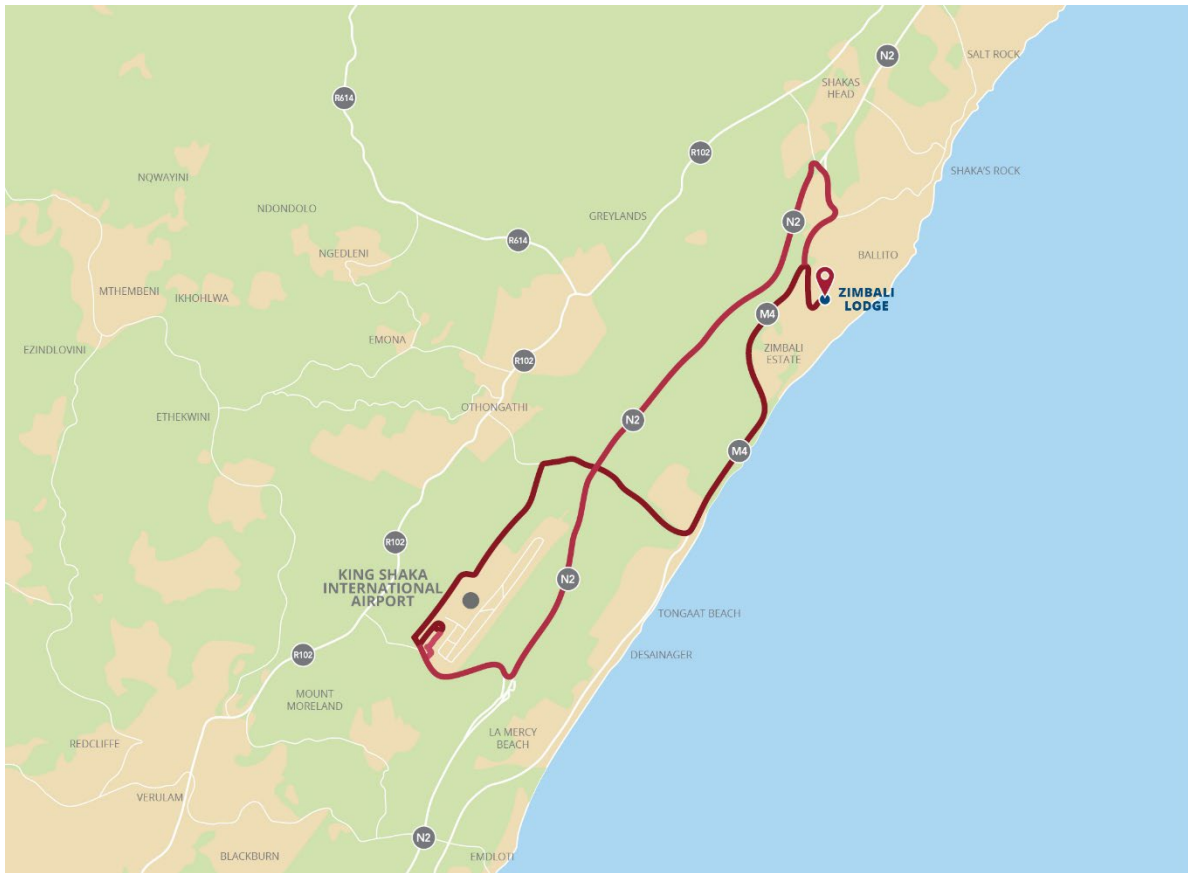 N2
SALT ROCK
SHAKAS
HEAD
R614
R102
SHAKA'S ROCK
NQWAYINI
NDONDOLO
GREYLANDS
N2
R614
NGEDLENI
BALLITO
MTHEMBENI
IKHOHLWA
ZIMBALI
LODGE
M4
EMONA
ZIMBALI
ESTATE
EZINDLOVINI
R102
OTHONGATHI
ETHEKWINI
N2
M4
R102
KING SHAKA
INTERNATIONAL
AIRPORT
N2
TONGAAT BEACH
R102
DESAINAGER
MOUNT
MORELAND
LA MERCY
BEACH
REDCLIFFE
VERULAM
N2
BLACKBURN
EMDLOTI